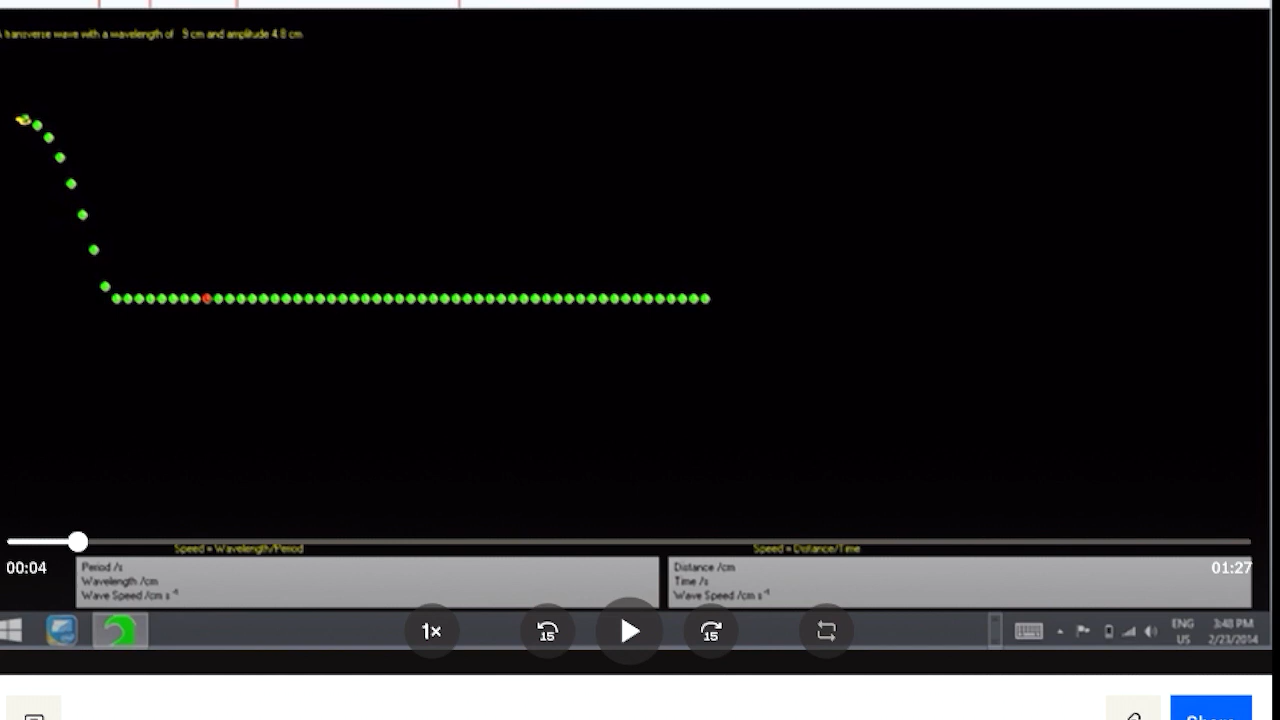 transverse wave with a wavelength of 9 cm and amplitude 4.8 cm
Speed = Wavelength/Period
Speed = Distance/Time
00:04
01:27
Period /s
Wavelength /cm
Wave Speed /cm s⁻¹
Distance /cm
Time /s
Wave Speed /cm s⁻¹
1×
15
15
ENG
US
3:48 PM
2/23/2014